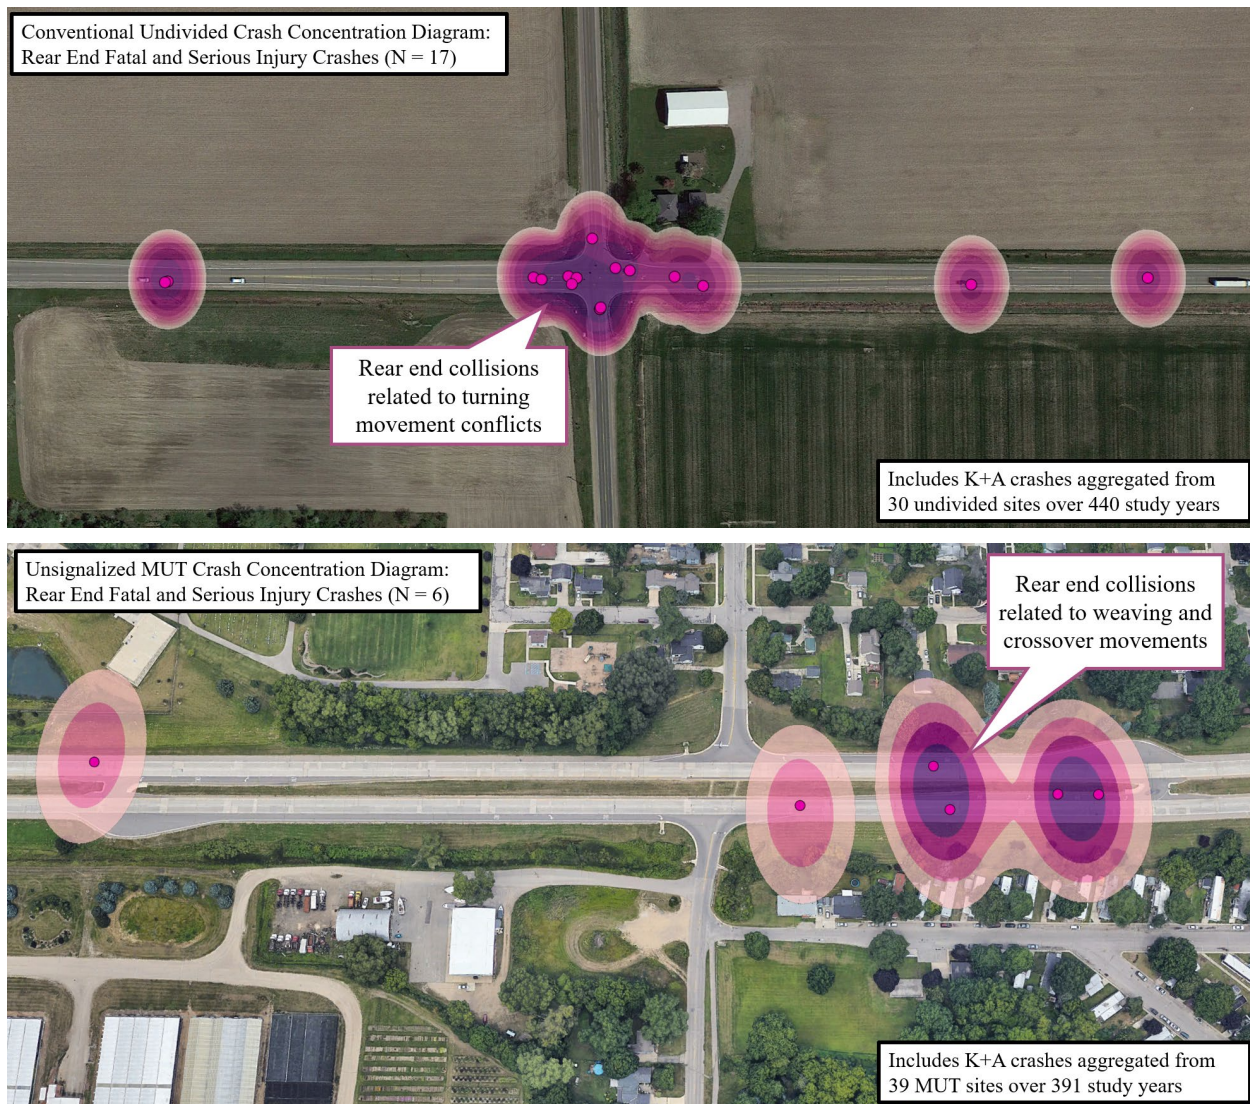 Conventional Undivided Crash Concentration Diagram:
Rear End Fatal and Serious Injury Crashes (N = 17)
Rear end collisions
related to turning
movement conflicts
Includes K+A crashes aggregated from
30 undivided sites over 440 study years
Unsignalized MUT Crash Concentration Diagram:
Rear End Fatal and Serious Injury Crashes (N = 6)
Rear end collisions
related to weaving and
crossover movements
Includes K+A crashes aggregated from
39 MUT sites over 391 study years